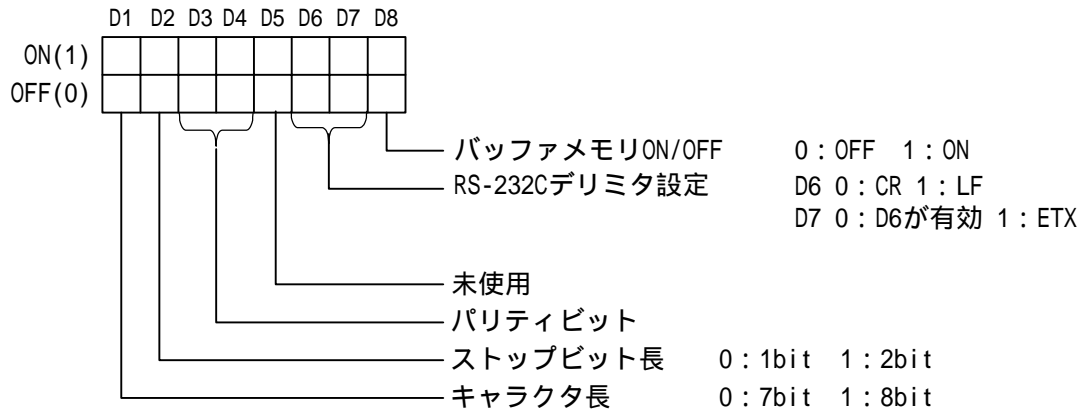 D1 D2 D3 D4 D5 D6 D7 D8
ON(1)
OFF(0)
バッファメモリON/OFF 0：OFF 1：ON
RS-232Cデリミタ設定 D6 0：CR 1：LF
D7 0：D6が有効 1：ETX
未使用
パリティビット
ストップビット長 0：1bit 1：2bit
キャラクタ長 0：7bit 1：8bit